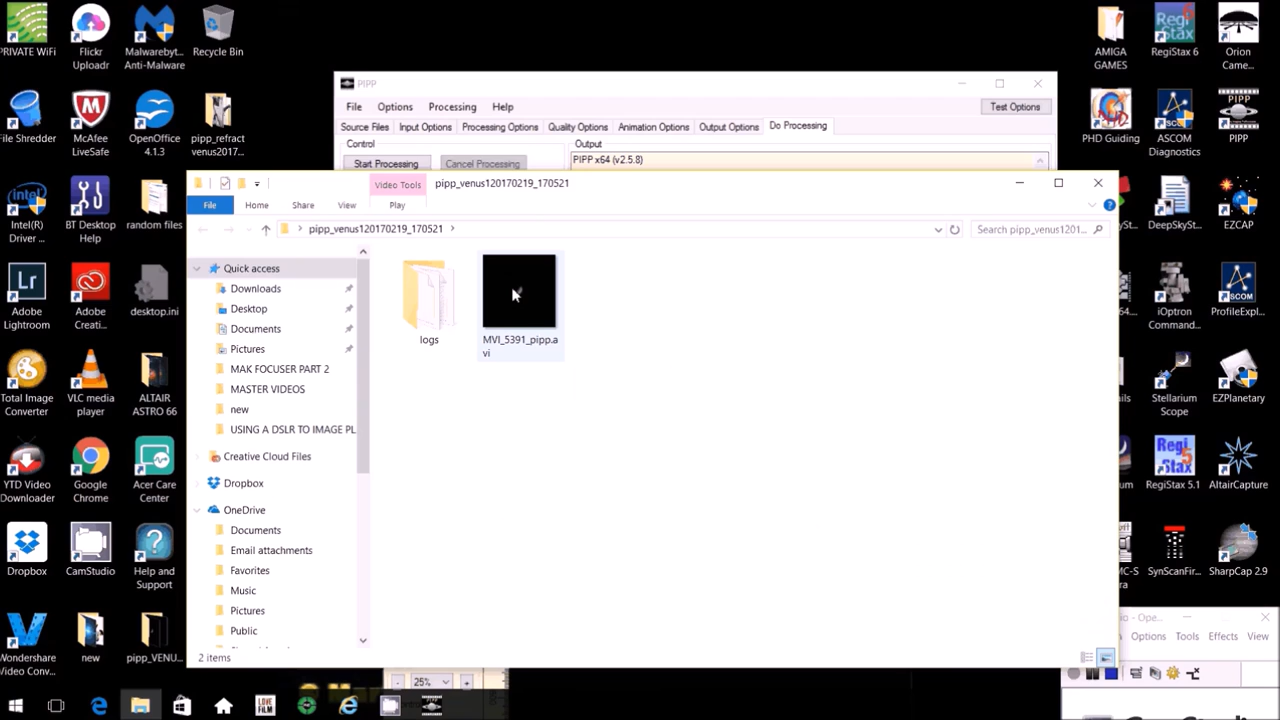 PRIVATE WiFi
Flickr
Uploadr
Malwarebyt...
Anti-Malware
Recycle Bin
AMIGA
GAMES
RegiStax 6
Orion
Came...
PIPP
File
Options
Processing
Help
Test Options
Source Files
Input Options
Processing Options
Quality Options
Animation Options
Output Options
Do Processing
Control
Output
Start Processing
Cancel Processing
PIPP x64 (v2.5.8)
File Shredder
McAfee
LiveSafe
OpenOffice
4.1.3
pipp_refract
venus2017...
PHD Guiding
ASCOM
Diagnostics
PIPP
Video Tools
pipp_venus120170219_170521
File
Home
Share
View
Play
pipp_venus120170219_170521
Search pipp_venus1201...
Intel(R)
Driver ...
BT Desktop
Help
random files
DeepSkySt...
EZCAP
Quick access
Downloads
Desktop
Documents
Pictures
MAK FOCUSER PART 2
MASTER VIDEOS
new
USING A DSLR TO IMAGE PL
Creative Cloud Files
Dropbox
OneDrive
Documents
Email attachments
Favorites
Music
Pictures
Public
logs
MVI_5391_pipp.a
vi
2 items
Adobe
Lightroom
Adobe
Creati...
desktop.ini
iOptron
Command...
ProfileExpl...
Total Image
Converter
VLC media
player
ALTAIR
ASTRO 66
Stellarium
Scope
EZPlanetary
YTD Video
Downloader
Google
Chrome
Acer Care
Center
RegiStax 5.1
AltairCapture
Dropbox
CamStudio
Help and
Support
SynScanFir...
SharpCap 2.9
Wondershare
Video Conv...
new
pipp_VENU...
Options
Tools
Effects
View
25%
LOVE
FILM